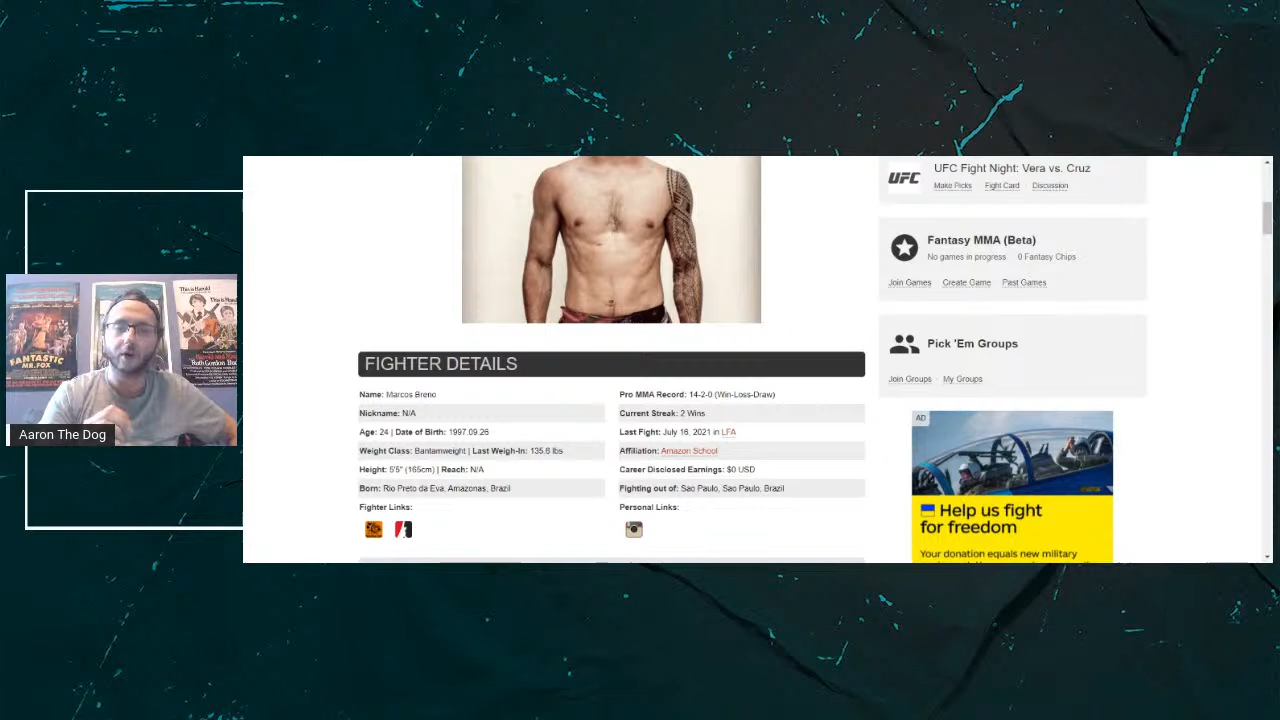 UFC
UFC Fight Night: Vera vs. Cruz
Make Picks Fight Card Discussion
Fantasy MMA (Beta)
No games in progress 0 Fantasy Chips
Join Games Create Game Past Games
Pick 'Em Groups
Join Groups My Groups
AD
Help us fight
for freedom
Your donation equals new military
FIGHTER DETAILS
Name: Marcos Breno
Pro MMA Record: 14-2-0 (Win-Loss-Draw)
Nickname: N/A
Current Streak: 2 Wins
Age: 24 | Date of Birth: 1997.09.26
Last Fight: July 16, 2021 in LFA
Weight Class: Bantamweight | Last Weigh-In: 135.6 lbs
Affiliation: Amazon School
Height: 5'5" (165cm) | Reach: N/A
Career Disclosed Earnings: $0 USD
Born: Rio Preto da Eva, Amazonas, Brazil
Fighting out of: Sao Paulo, Sao Paulo, Brazil
Fighter Links:
Personal Links:
FANTASTIC
MR. FOX
This is Harold
Ruth Gordon
Aaron The Dog